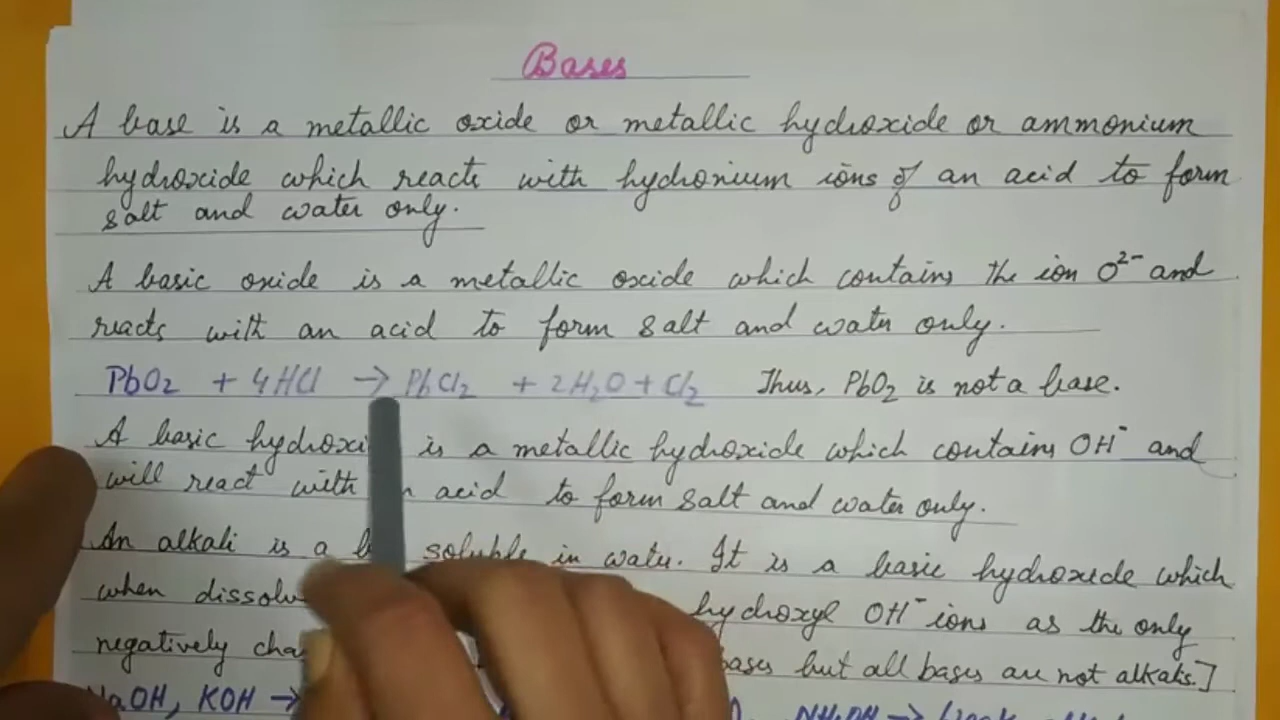 Bases
A base is a metallic oxide or metallic hydroxide or ammonium
hydroxide which reacts with hydronium ions of an acid to form
salt and water only.
A basic oxide is a metallic oxide which contains the ion O²⁻ and
reacts with an acid to form salt and water only.
PbO₂ + 4HCl → PbCl₂ + 2H₂O + Cl₂ Thus, PbO₂ is not a base.
A basic is a metallic hydroxide which contains OH⁻ and
will react with acid to form salt and water only.
An alkali is a soluble in water. It is a basic hydroxide which
when hydroxyl OH⁻ ions as the only
negatively bases but all bases are not alkalis.]
NaOH, KOH → NH₄OH →